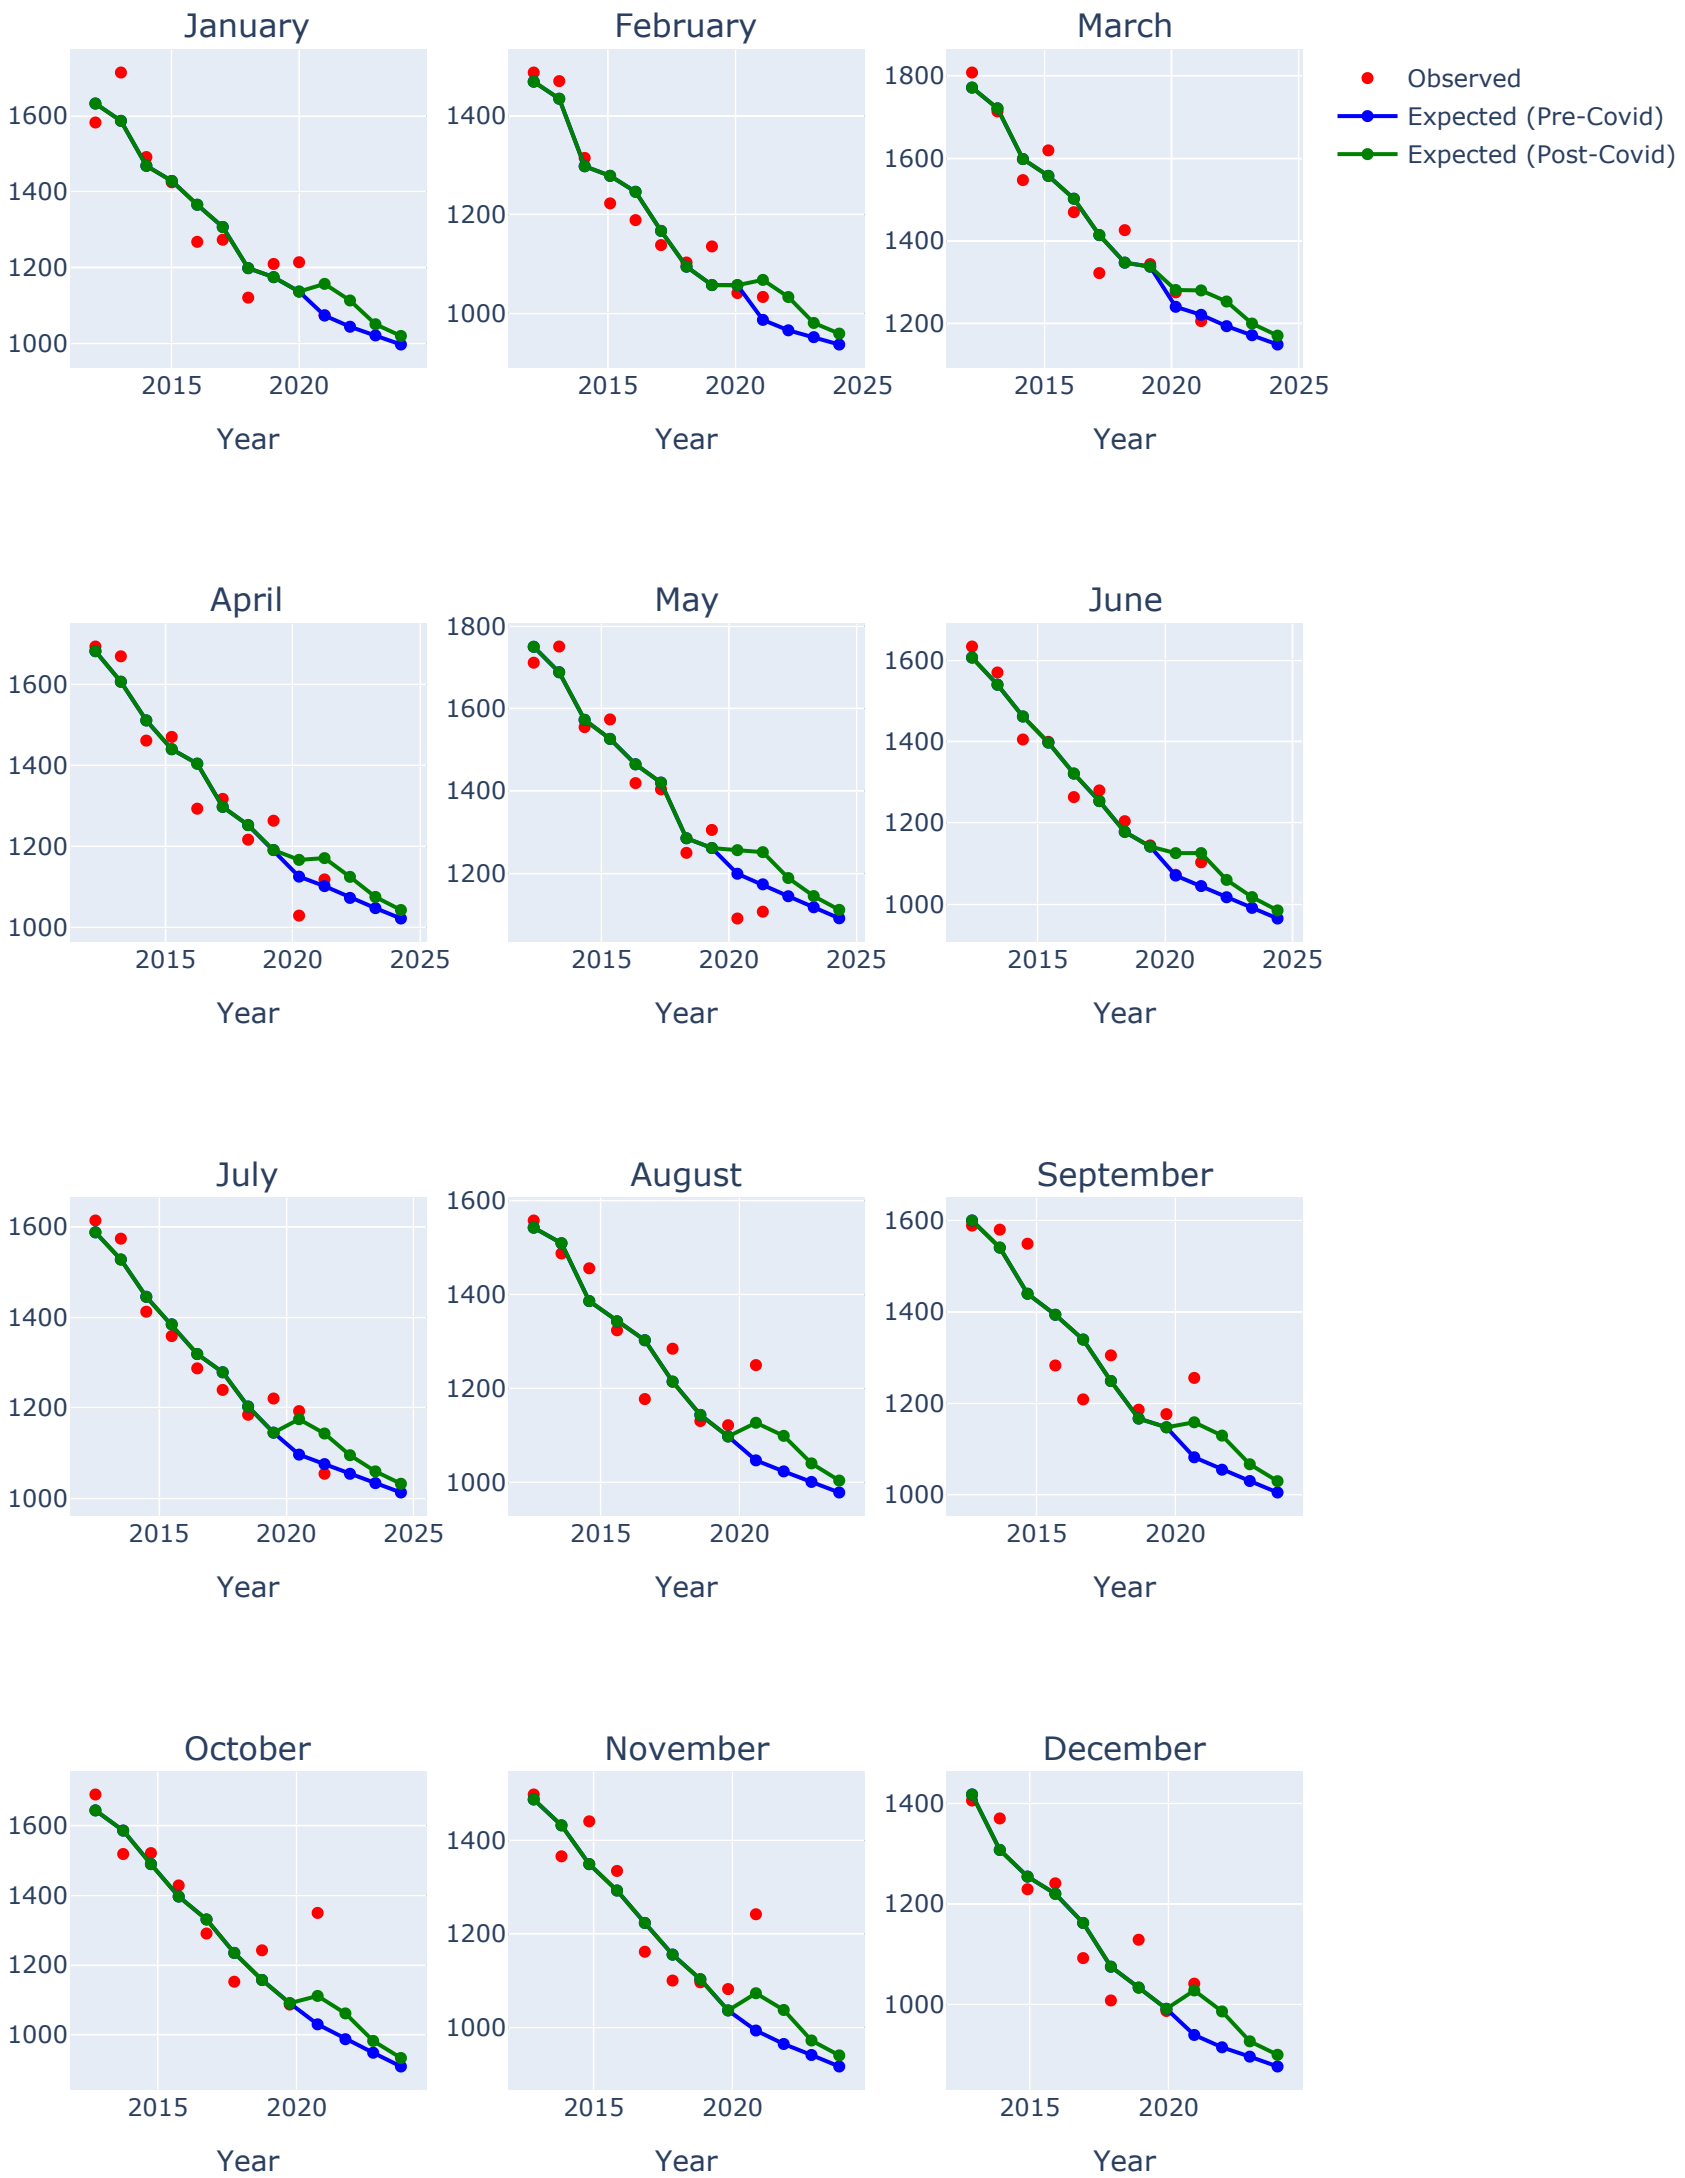 January
February
March
Observed
Expected (Pre-Covid)
Expected (Post-Covid)
1600
1400
1200
1000
2015
2020
Year
1400
1200
1000
2015
2020
2025
Year
1800
1600
1400
1200
2015
2020
2025
Year
April
May
June
1600
1400
1200
1000
2015
2020
2025
Year
1800
1600
1400
1200
2015
2020
2025
Year
1600
1400
1200
1000
2015
2020
2025
Year
July
August
September
1600
1400
1200
1000
2015
2020
2025
Year
1600
1400
1200
1000
2015
2020
Year
1600
1400
1200
1000
2015
2020
Year
October
November
December
1600
1400
1200
1000
2015
2020
Year
1400
1200
1000
2015
2020
Year
1400
1200
1000
2015
2020
Year